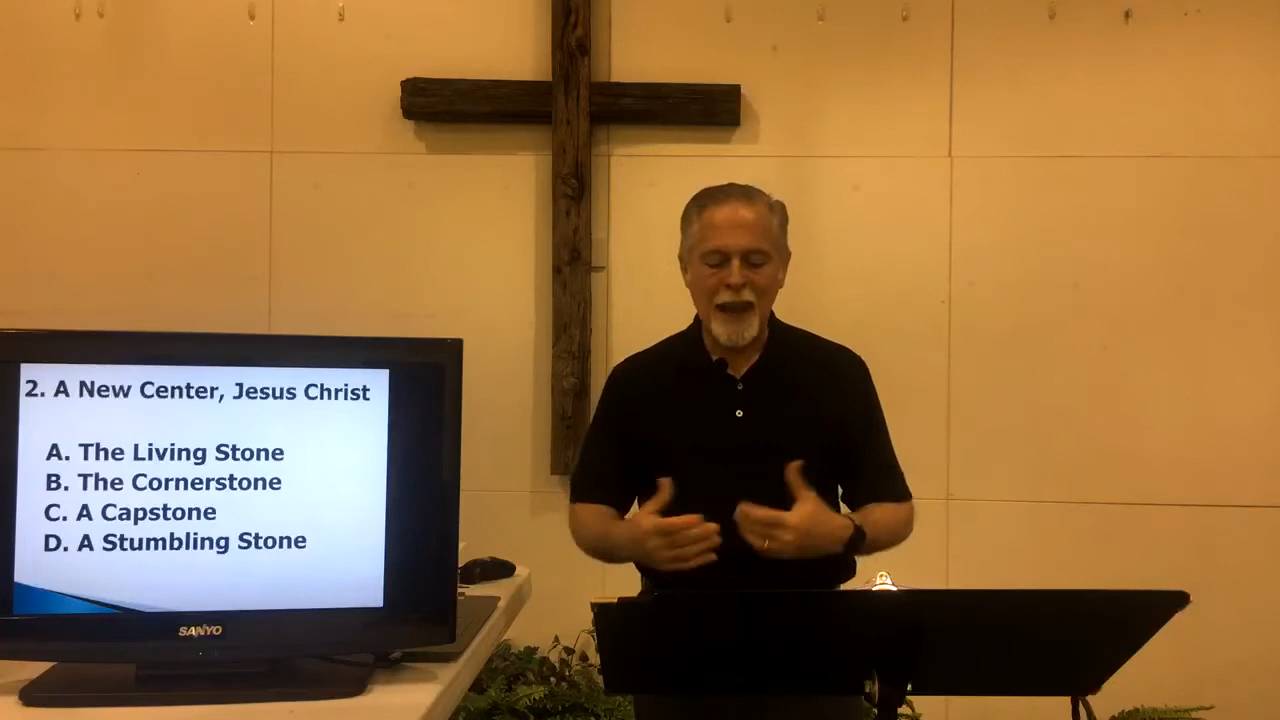 2. A New Center, Jesus Christ
A. The Living Stone
B. The Cornerstone
C. A Capstone
D. A Stumbling Stone
SANYO